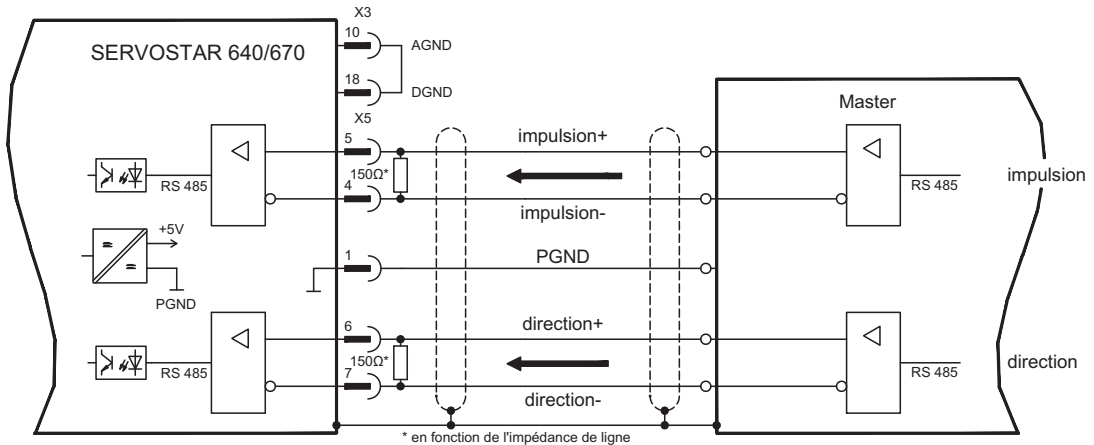 X3
10
AGND
SERVOSTAR 640/670
18
DGND
Master
X5
5
impulsion+
150Ω*
RS 485
RS 485
impulsion
4
impulsion-
+5V
1
PGND
PGND
6
direction+
150Ω*
RS 485
RS 485
direction
7
direction-
* en fonction de l'impédance de ligne